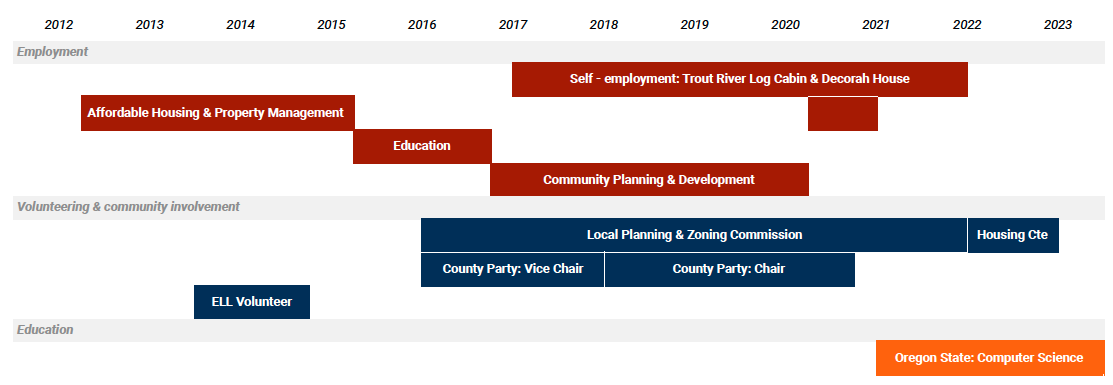 2012 2013 2014 2015 2016 2017 2018 2019 2020 2021 2022 2023
Employment
Self - employment: Trout River Log Cabin & Decorah House
Affordable Housing & Property Management
Education
Community Planning & Development
Volunteering & community involvement
Local Planning & Zoning Commission Housing Cte
County Party: Vice Chair County Party: Chair
ELL Volunteer
Education
Oregon State: Computer Science